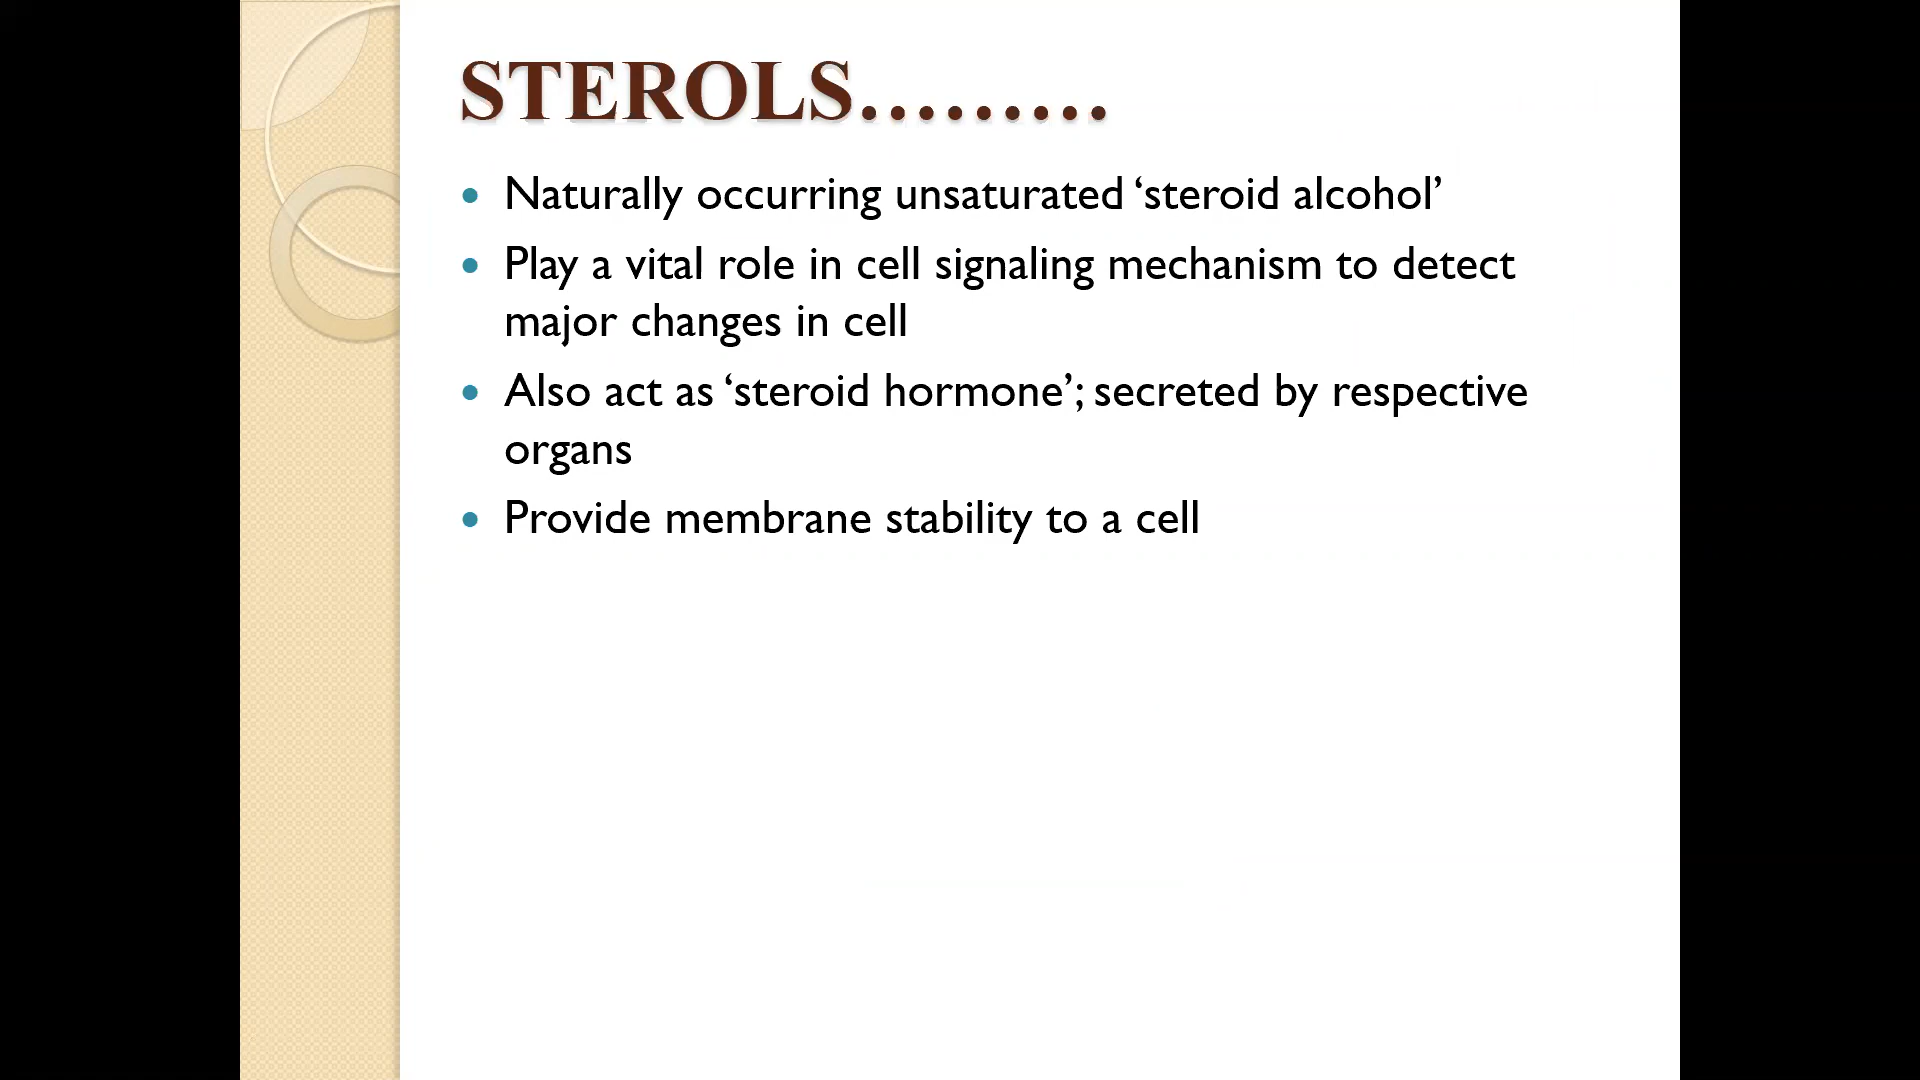 STEROLS.........
• Naturally occurring unsaturated ‘steroid alcohol’
• Play a vital role in cell signaling mechanism to detect
major changes in cell
• Also act as ‘steroid hormone’; secreted by respective
organs
• Provide membrane stability to a cell